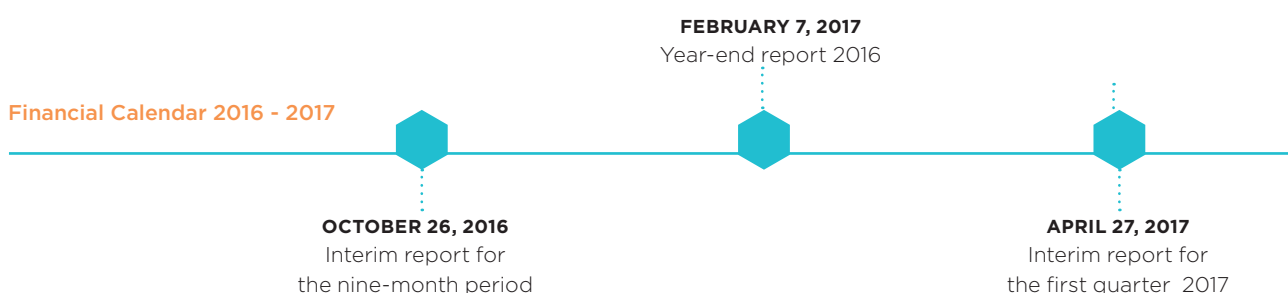 FEBRUARY 7, 2017
Year-end report 2016
Financial Calendar 2016 - 2017
OCTOBER 26, 2016
Interim report for
the nine-month period
APRIL 27, 2017
Interim report for
the first quarter 2017